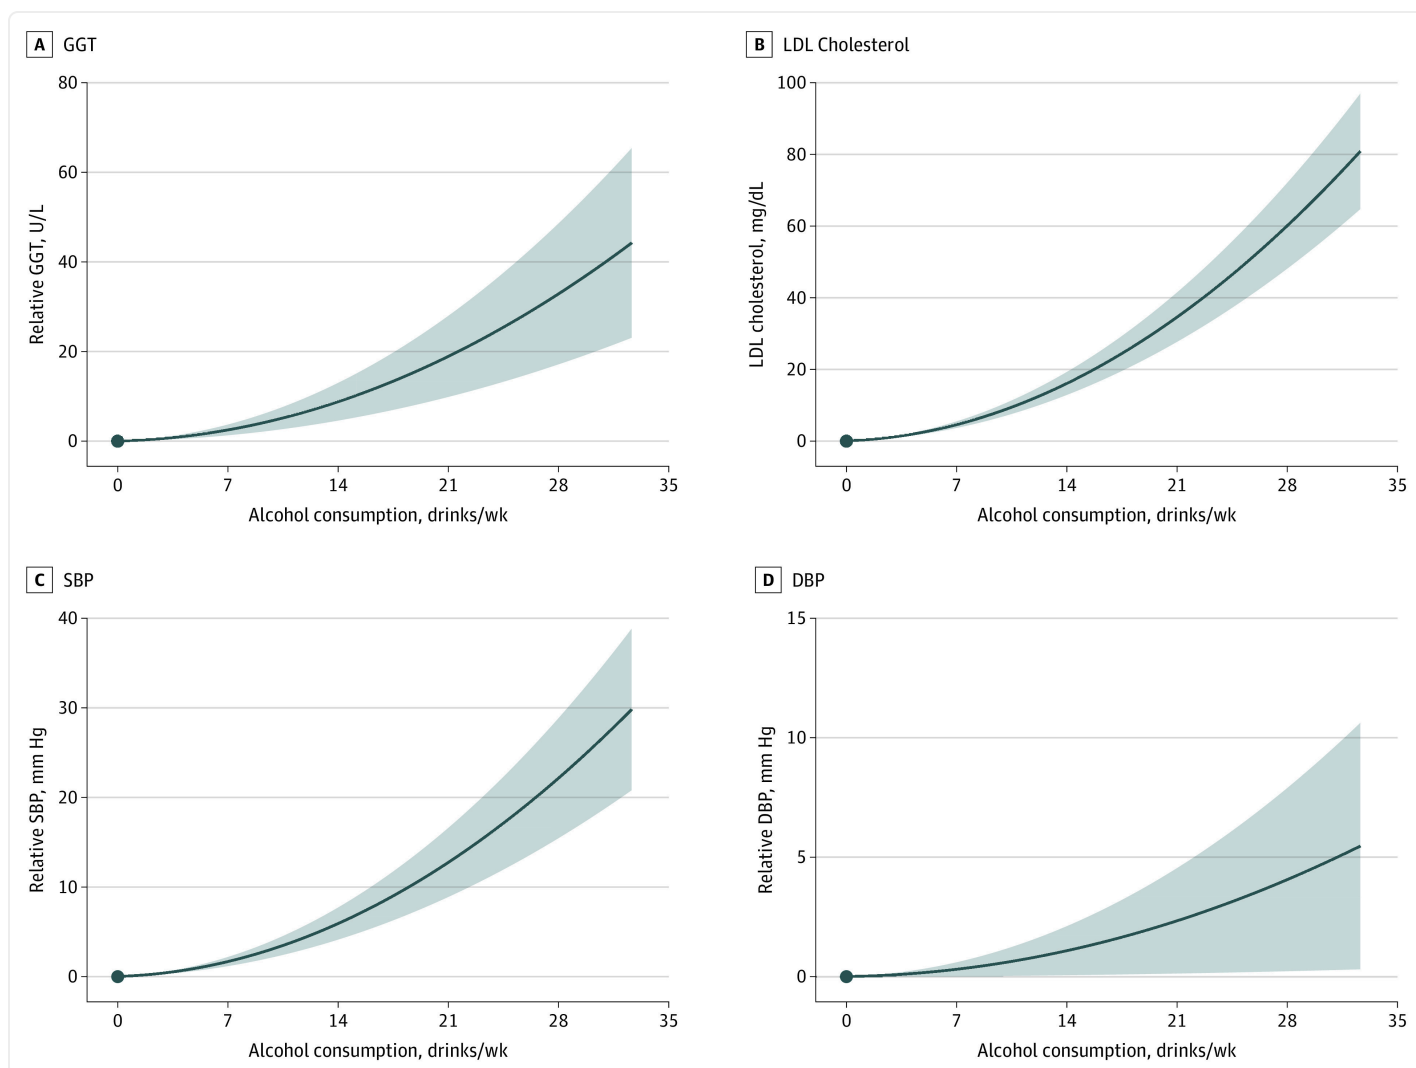 A GGT
80
60
40
20
0
Relative GGT, U/L
0 7 14 21 28 35
Alcohol consumption, drinks/wk
B LDL Cholesterol
100
80
60
40
20
0
LDL cholesterol, mg/dL
0 7 14 21 28 35
Alcohol consumption, drinks/wk
C SBP
40
30
20
10
0
Relative SBP, mm Hg
0 7 14 21 28 35
Alcohol consumption, drinks/wk
D DBP
15
10
5
0
Relative DBP, mm Hg
0 7 14 21 28 35
Alcohol consumption, drinks/wk